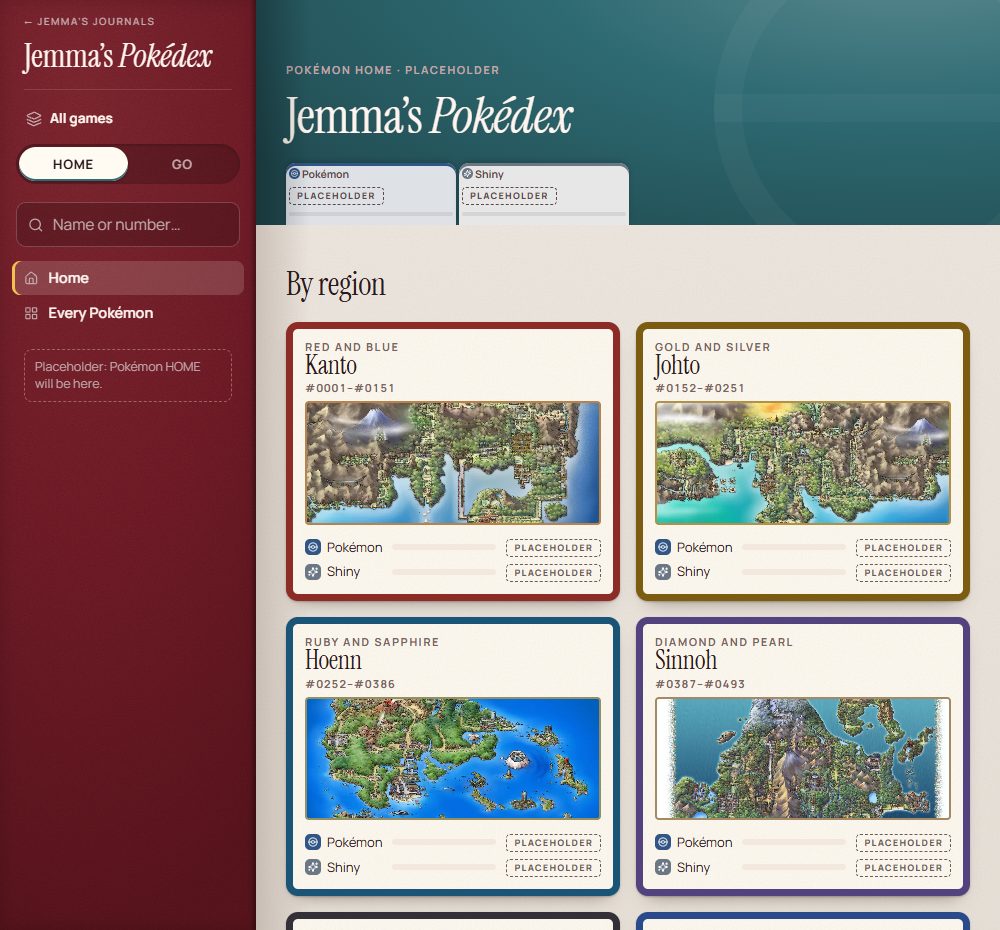 ← JEMMA'S JOURNALS
Jemma's Pokédex
All games
HOME
GO
Name or number...
Home
Every Pokémon
Placeholder: Pokémon HOME
will be here.
POKÉMON HOME · PLACEHOLDER
Jemma's Pokédex
Pokémon
PLACEHOLDER
Shiny
PLACEHOLDER
By region
RED AND BLUE
Kanto
#0001–#0151
Pokémon
PLACEHOLDER
Shiny
PLACEHOLDER
GOLD AND SILVER
Johto
#0152–#0251
Pokémon
PLACEHOLDER
Shiny
PLACEHOLDER
RUBY AND SAPPHIRE
Hoenn
#0252–#0386
Pokémon
PLACEHOLDER
Shiny
PLACEHOLDER
DIAMOND AND PEARL
Sinnoh
#0387–#0493
Pokémon
PLACEHOLDER
Shiny
PLACEHOLDER